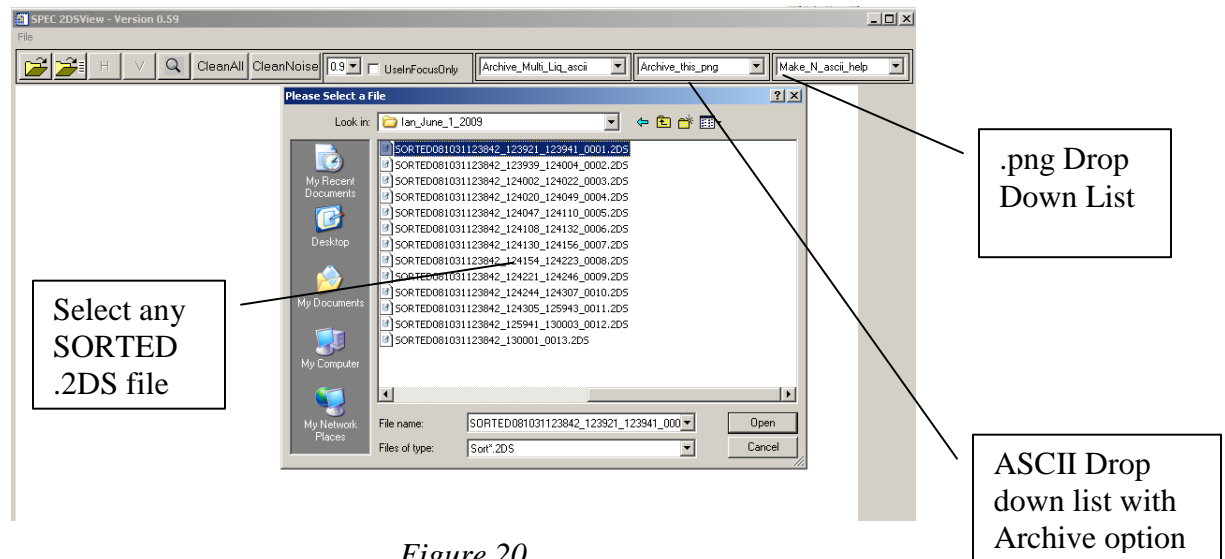 SPEC 2DSView - Version 0.59
File
H V CleanAll CleanNoise 0.9 UseInFocusOnly Archive_Multi_Liq_ascii Archive_this_png Make_N_ascii_help
Please Select a File
Look in: Ian_June_1_2009
My Recent
Documents
Desktop
My Documents
My Computer
My Network
Places
SORTED081031123842_123921_123941_0001.2DS
SORTED081031123842_123939_124004_0002.2DS
SORTED081031123842_124002_124022_0003.2DS
SORTED081031123842_124020_124049_0004.2DS
SORTED081031123842_124047_124110_0005.2DS
SORTED081031123842_124108_124132_0006.2DS
SORTED081031123842_124130_124156_0007.2DS
SORTED081031123842_124154_124223_0008.2DS
SORTED081031123842_124221_124246_0009.2DS
SORTED081031123842_124244_124307_0010.2DS
SORTED081031123842_124305_125943_0011.2DS
SORTED081031123842_125941_130003_0012.2DS
SORTED081031123842_130001_0013.2DS
File name: SORTED081031123842_123921_123941_000 Open
Files of type: Sort*.2DS Cancel
.png Drop
Down List
Select any
SORTED
.2DS file
ASCII Drop
down list with
Archive option
Figure 20